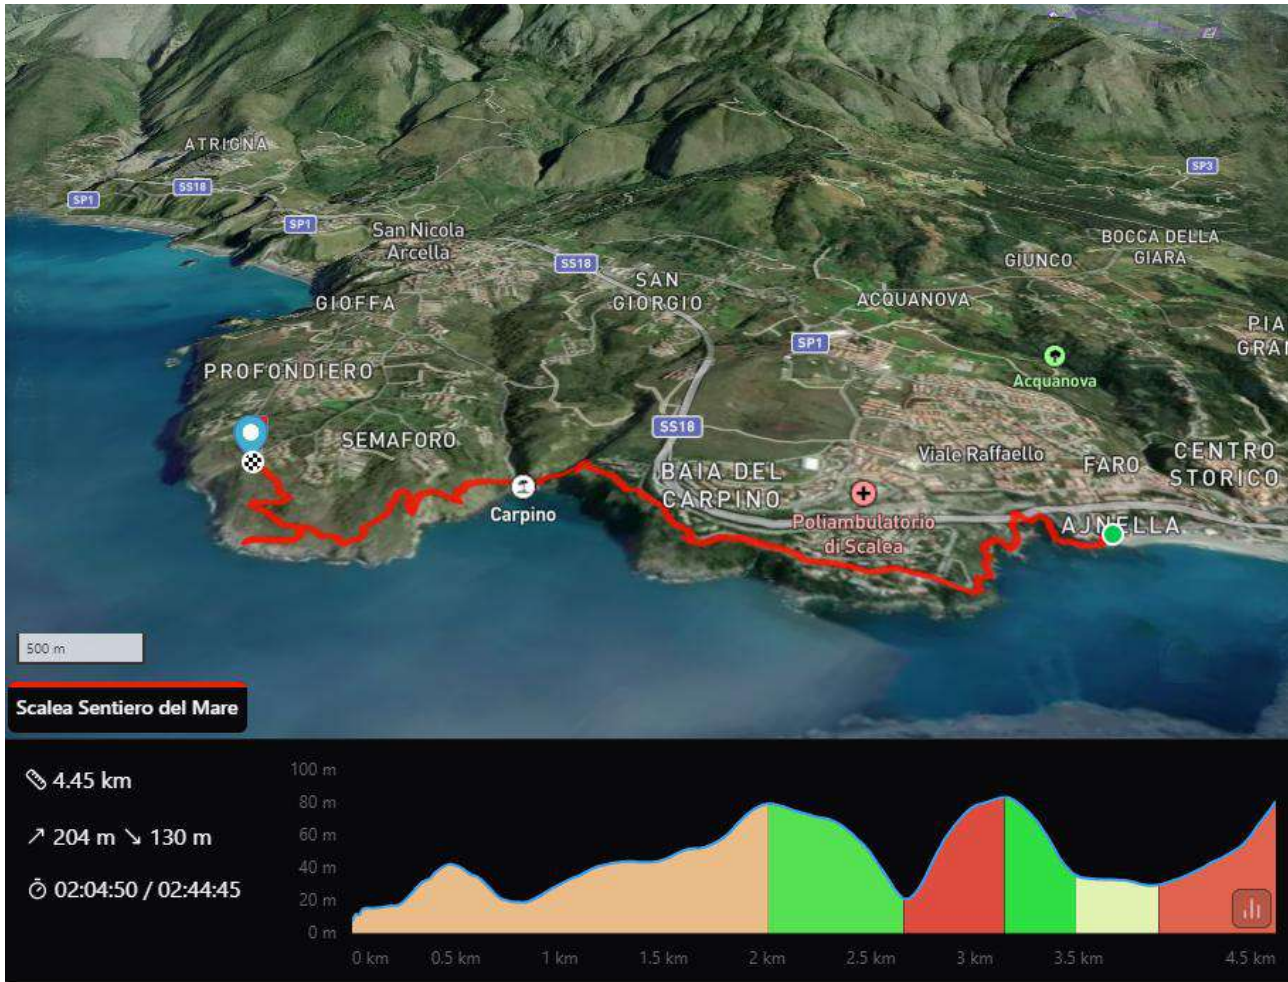 ATRIGNA
SP3
SS18
SP1
SP1
San Nicola
Arcella
BOCCA DELLA
GIARA
GIUNCO
SS18
SAN
GIORGIO
GIOFFA
ACQUANOVA
PIA
GRAN
SP1
PROFONDIERO
Acquanova
SEMAFORO
SS18
Viale Raffaello
FARO
CENTRO
STORICO
BAIA DEL
CARPINO
Carpino
Poliambulatorio
di Scalea
AJNELLA
500 m
Scalea Sentiero del Mare
4.45 km
↗ 204 m ↘ 130 m
02:04:50 / 02:44:45
100 m
80 m
60 m
40 m
20 m
0 m
0 km 0.5 km 1 km 1.5 km 2 km 2.5 km 3 km 3.5 km 4.5 km